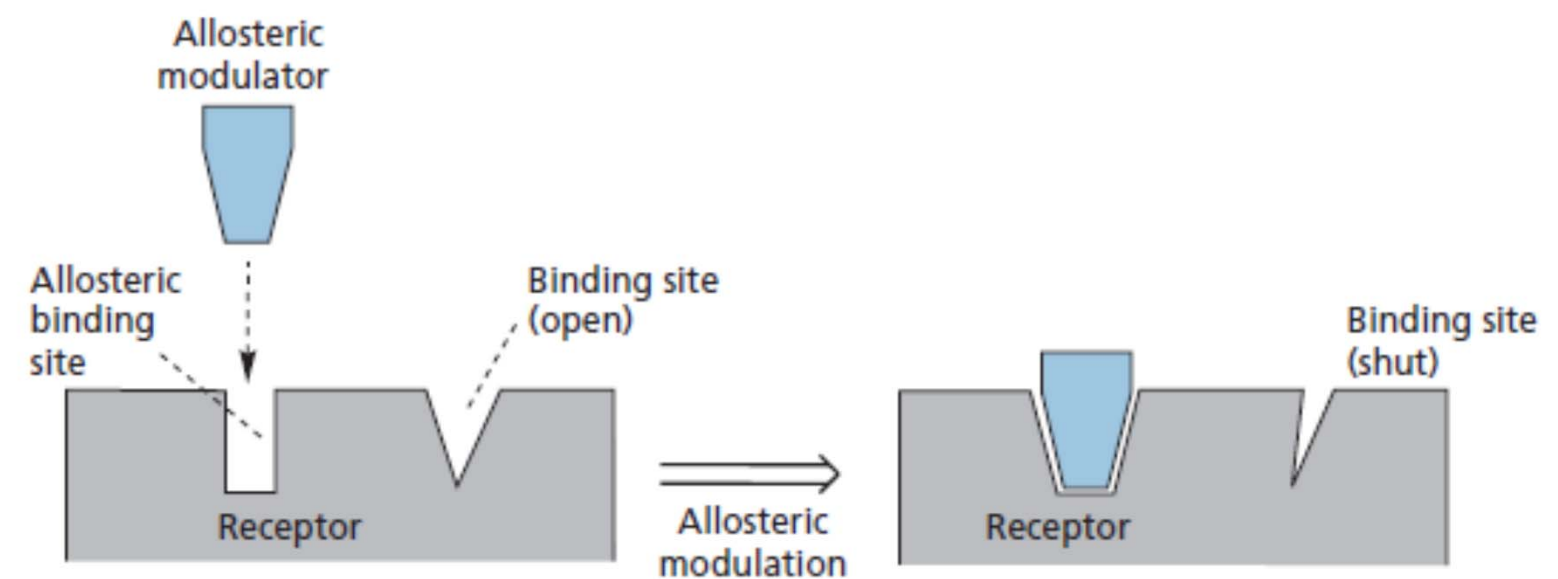 Allosteric
modulator
Allosteric
binding
site
Binding site
(open)
Receptor
Allosteric
modulation
Binding site
(shut)
Receptor